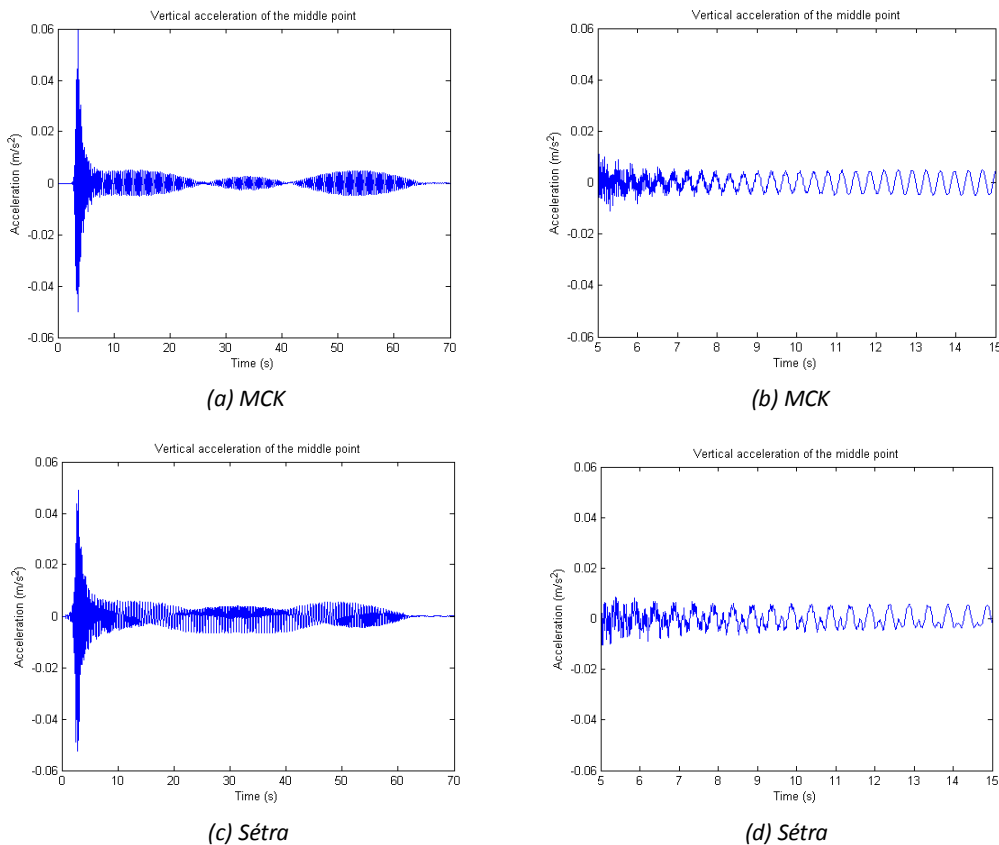 Vertical acceleration of the middle point
0.06
0.04
0.02
0
-0.02
-0.04
-0.06
Acceleration (m/s²)
0 10 20 30 40 50 60 70
Time (s)
(a) MCK
Vertical acceleration of the middle point
0.06
0.04
0.02
0
-0.02
-0.04
-0.06
Acceleration (m/s²)
5 6 7 8 9 10 11 12 13 14 15
Time (s)
(b) MCK
Vertical acceleration of the middle point
0.06
0.04
0.02
0
-0.02
-0.04
-0.06
Acceleration (m/s²)
0 10 20 30 40 50 60 70
Time (s)
(c) Sétra
Vertical acceleration of the middle point
0.06
0.04
0.02
0
-0.02
-0.04
-0.06
Acceleration (m/s²)
5 6 7 8 9 10 11 12 13 14 15
Time (s)
(d) Sétra